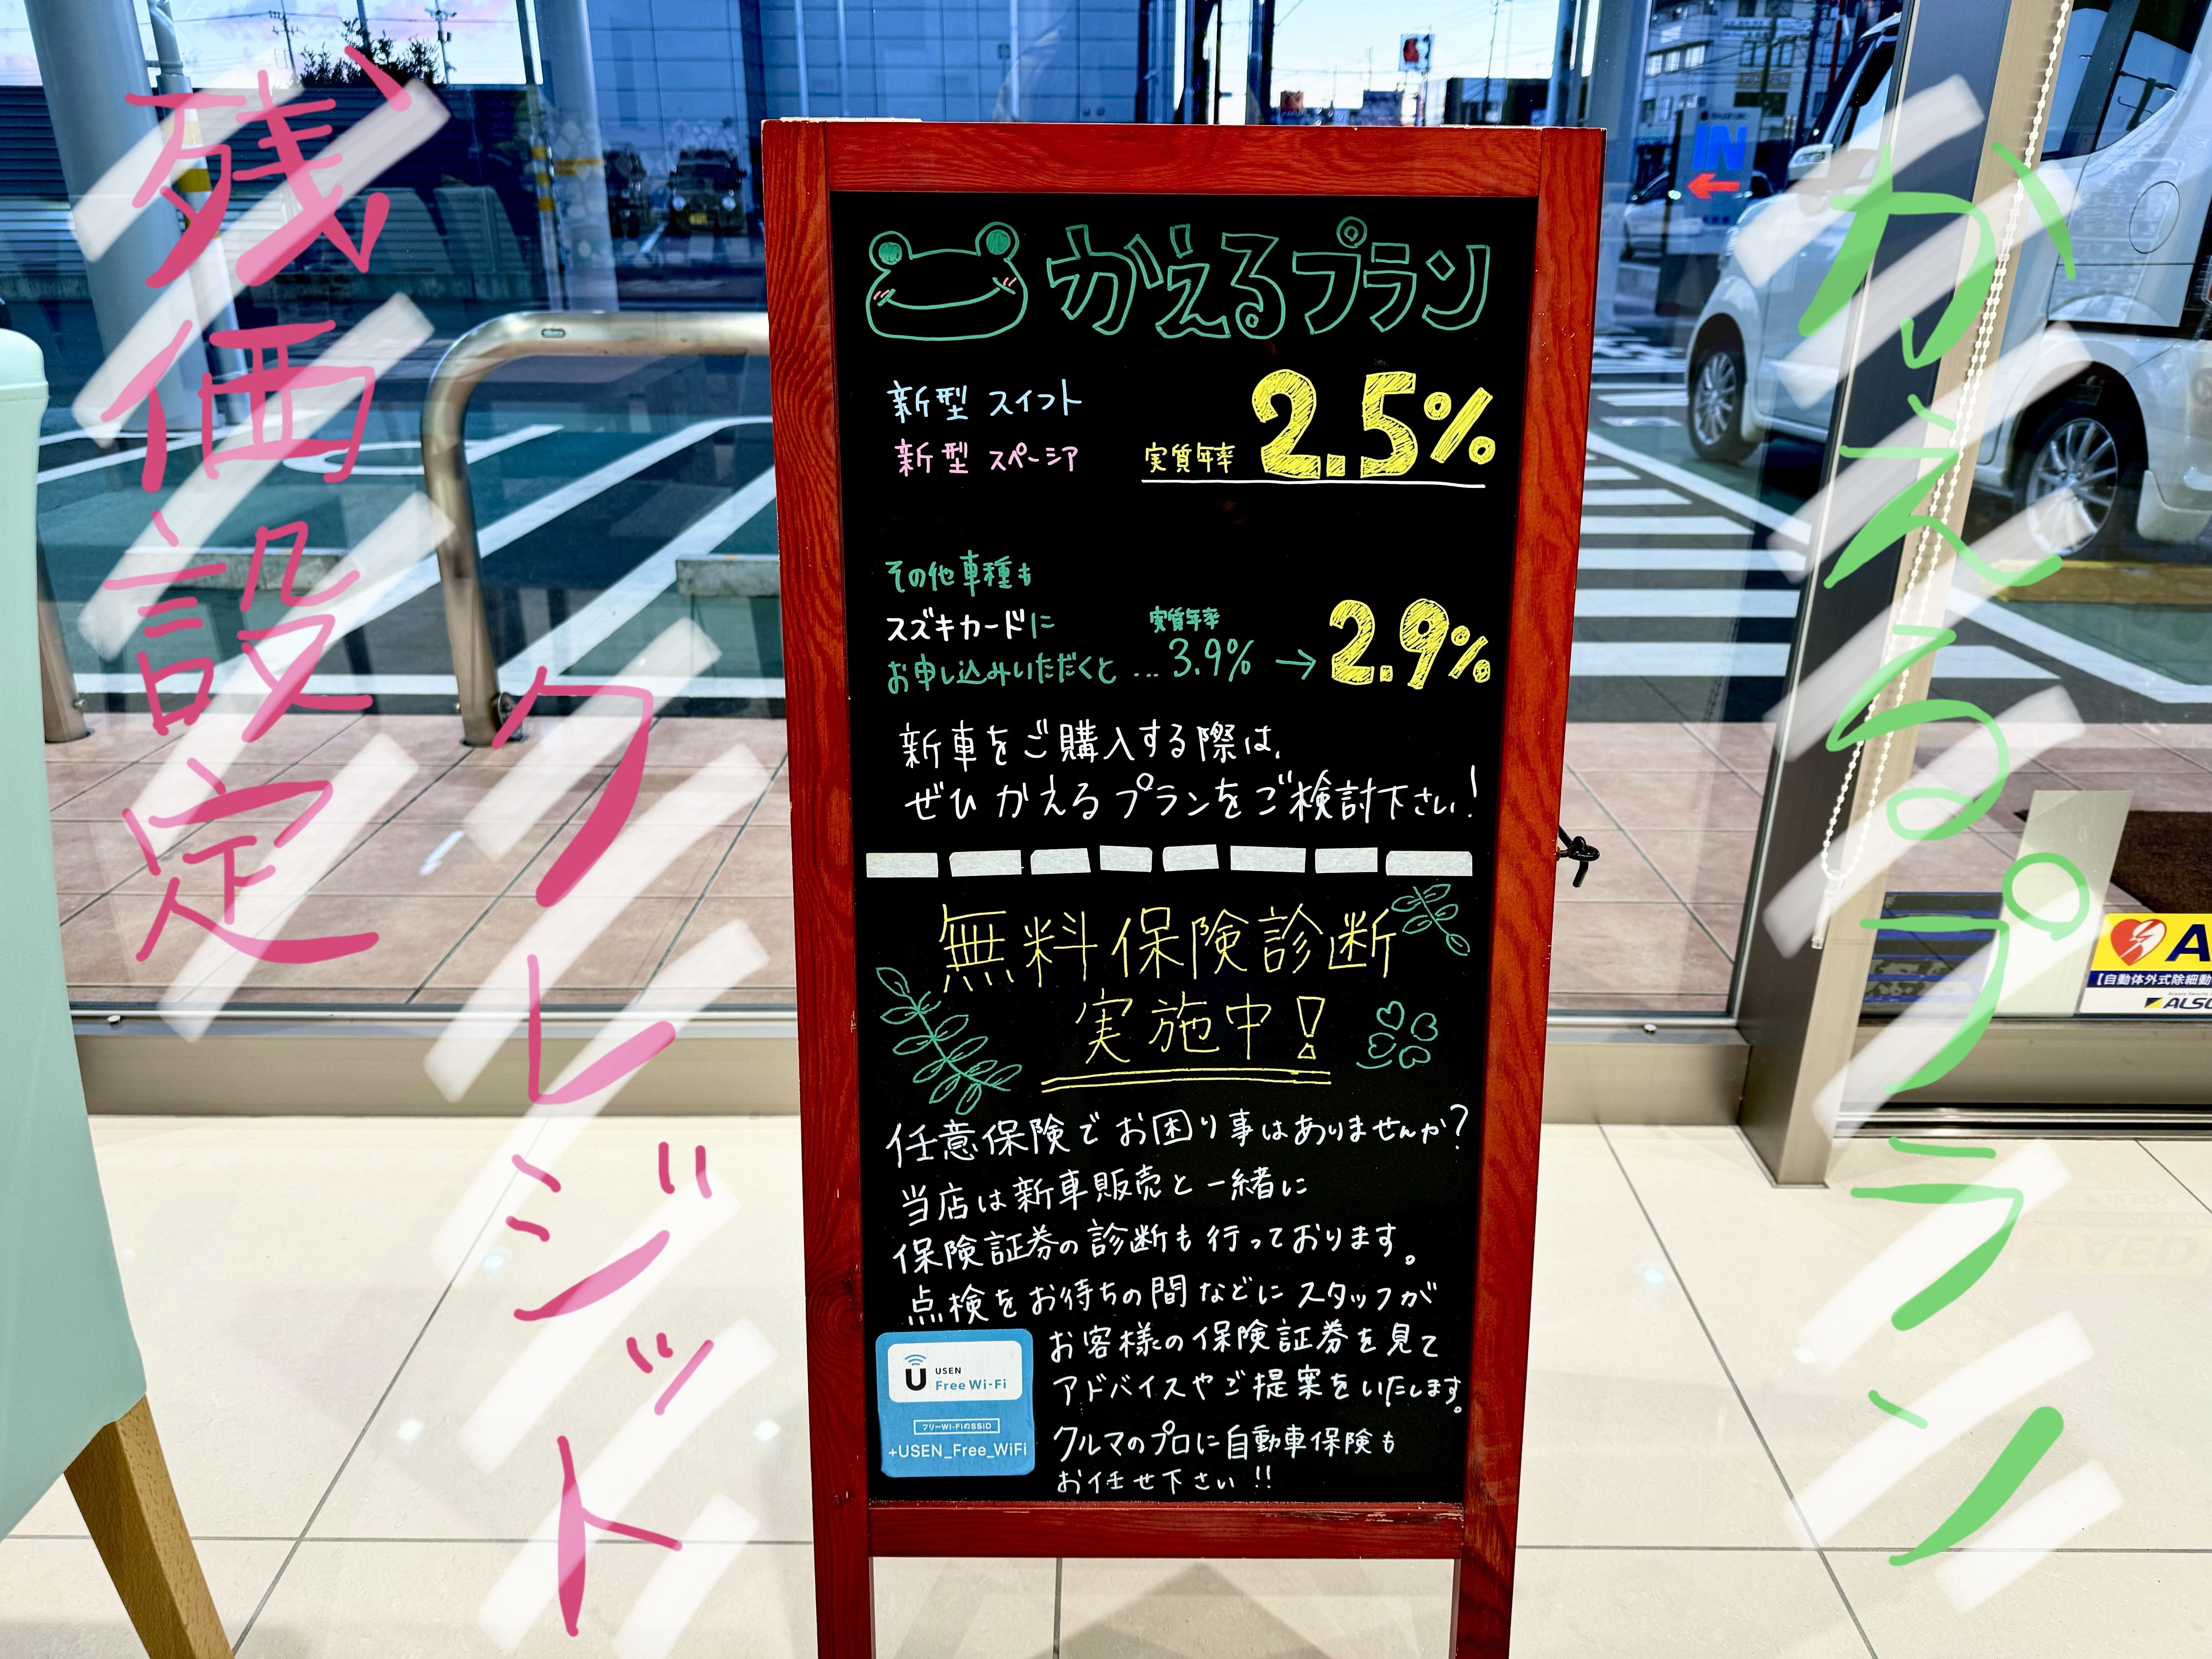 かえるプラン
新型 スイフト
新型 スペーシア
実質年率 2.5%
その他車種も
スズキカードに
お申し込みいただくと…
実質年率
3.9% → 2.9%
新車をご購入する際は、
ぜひ かえるプランをご検討下さい！
無料保険診断
実施中！
任意保険でお困り事はありませんか？
当店は新車販売と一緒に
保険証券の診断も行っております。
点検をお待ちの間などにスタッフが
お客様の保険証券を見て
アドバイスやご提案をいたします。
クルマのプロに自動車保険も
お任せ下さい！！
USEN
Free Wi-Fi
フリーWi-FiのSSID
+USEN_Free_WiFi
かえるプラン
残価設定
クレジット
IN
【自動体外式除細動